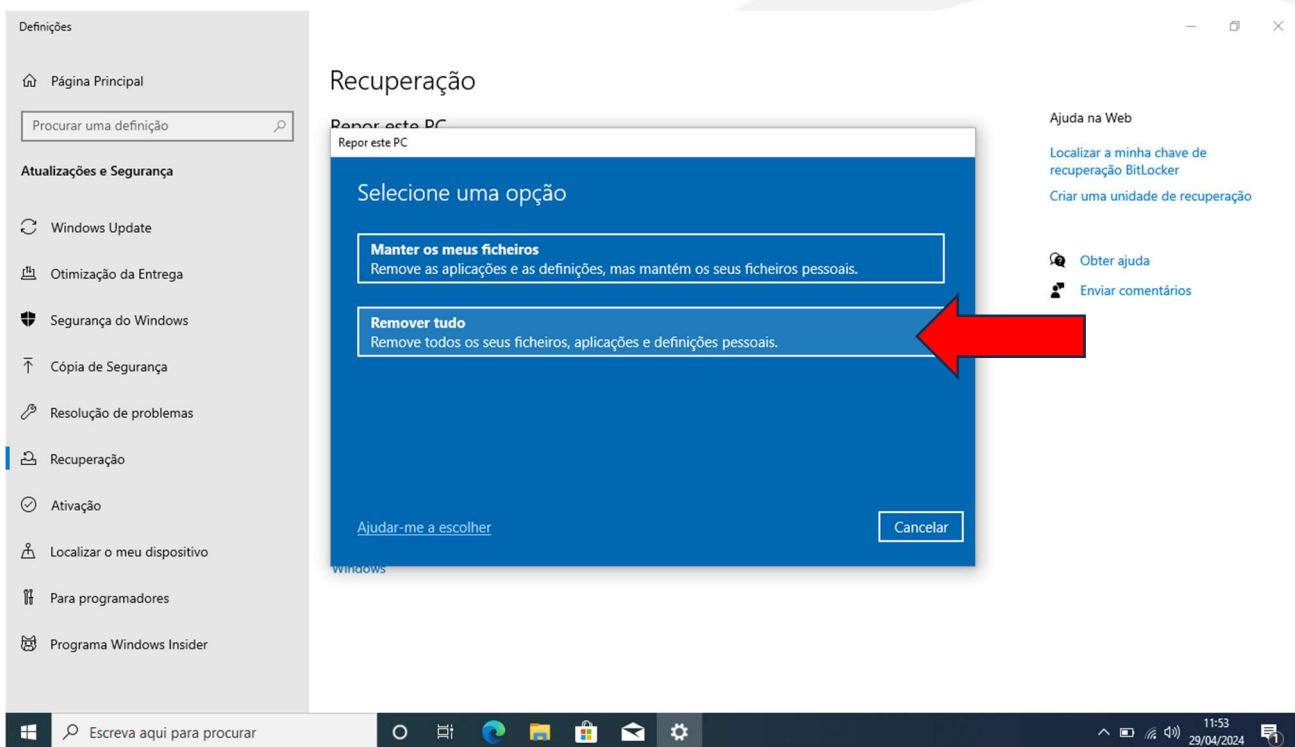 Definições
Página Principal
Procurar uma definição
Atualizações e Segurança
Windows Update
Otimização da Entrega
Segurança do Windows
Cópia de Segurança
Resolução de problemas
Recuperação
Ativação
Localizar o meu dispositivo
Para programadores
Programa Windows Insider
Recuperação
Repor este PC
Repor este PC
Selecione uma opção
Manter os meus ficheiros
Remove as aplicações e as definições, mas mantém os seus ficheiros pessoais.
Remover tudo
Remove todos os seus ficheiros, aplicações e definições pessoais.
Ajudar-me a escolher
Cancelar
Windows
Ajuda na Web
Localizar a minha chave de
recuperação BitLocker
Criar uma unidade de recuperação
Obter ajuda
Enviar comentários
Escreva aqui para procurar
11:53
29/04/2024
1